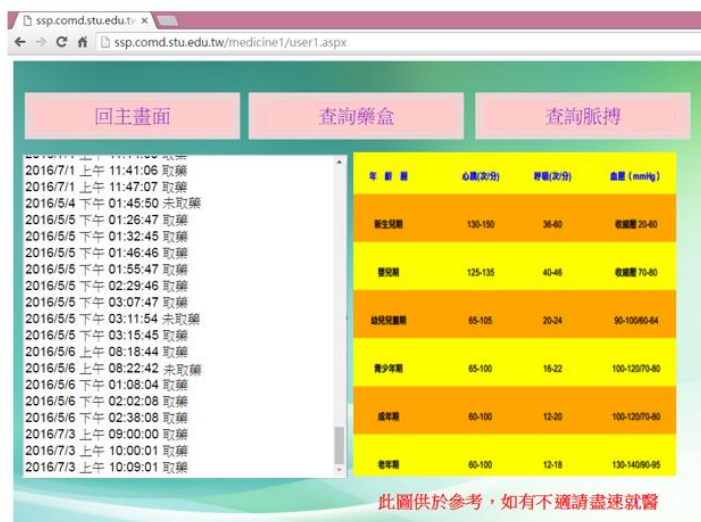 ssp.comd.stu.edu.tv
ssp.comd.stu.edu.tw/medicine1/user1.aspx
回主畫面
查詢藥盒
查詢脈搏
2016/7/1 上午 11:41:06 取藥
2016/7/1 上午 11:47:07 取藥
2016/5/4 下午 01:45:50 未取藥
2016/5/5 下午 01:26:47 取藥
2016/5/5 下午 01:32:45 取藥
2016/5/5 下午 01:46:46 取藥
2016/5/5 下午 01:55:47 取藥
2016/5/5 下午 02:29:46 取藥
2016/5/5 下午 03:07:47 取藥
2016/5/5 下午 03:11:54 未取藥
2016/5/5 下午 03:15:45 取藥
2016/5/6 上午 08:18:44 取藥
2016/5/6 上午 08:22:42 未取藥
2016/5/6 下午 01:08:04 取藥
2016/5/6 下午 02:02:08 取藥
2016/5/6 下午 02:38:08 取藥
2016/7/3 上午 09:00:00 取藥
2016/7/3 上午 10:00:01 取藥
2016/7/3 上午 10:09:01 取藥
年 齡 層 心跳(次/分) 呼吸(次/分) 血壓 (mmHg)
新生兒期 130-150 36-60 收縮壓 20-60
嬰兒期 125-135 40-46 收縮壓 70-80
幼兒兒童期 65-105 20-24 90-100/60-64
青少年期 65-100 16-22 100-120/70-80
成年期 60-100 12-20 100-120/70-80
老年期 60-100 12-18 130-140/90-95
此圖供於參考，如有不適請盡速就醫